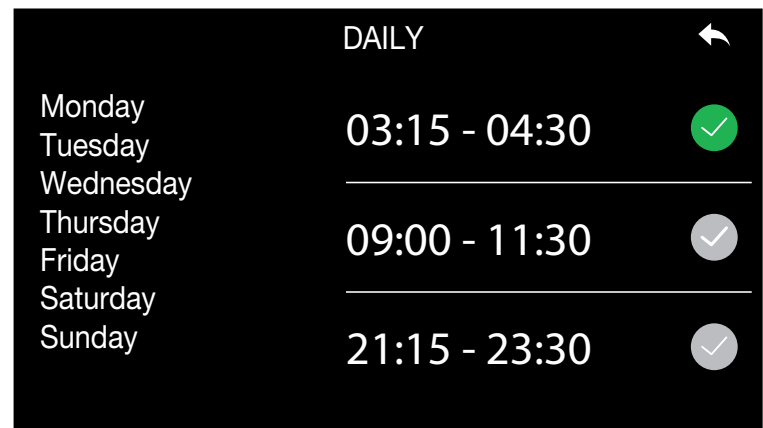 DAILY
Monday
Tuesday
Wednesday
Thursday
Friday
Saturday
Sunday
03:15 - 04:30
09:00 - 11:30
21:15 - 23:30